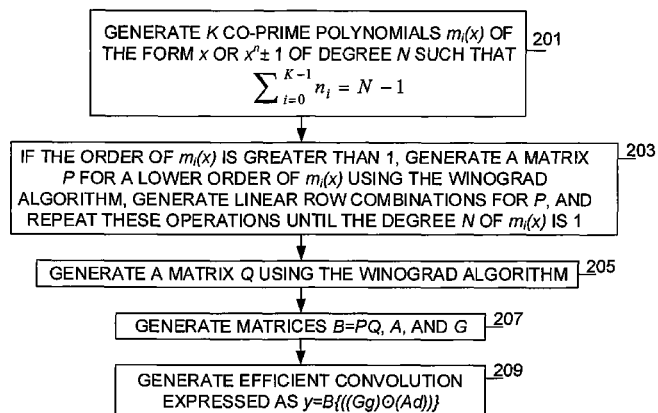 GENERATE K CO-PRIME POLYNOMIALS mᵢ(x) OF
THE FORM x OR xⁿ± 1 OF DEGREE N SUCH THAT
∑ᵢ₌₀ᴷ⁻¹ nᵢ = N − 1
201
IF THE ORDER OF mᵢ(x) IS GREATER THAN 1, GENERATE A MATRIX
P FOR A LOWER ORDER OF mᵢ(x) USING THE WINOGRAD
ALGORITHM, GENERATE LINEAR ROW COMBINATIONS FOR P, AND
REPEAT THESE OPERATIONS UNTIL THE DEGREE N OF mᵢ(x) IS 1
203
GENERATE A MATRIX Q USING THE WINOGRAD ALGORITHM
205
GENERATE MATRICES B=PQ, A, AND G
207
GENERATE EFFICIENT CONVOLUTION
EXPRESSED AS y=B{((Gg)ʘ(Ad))}
209